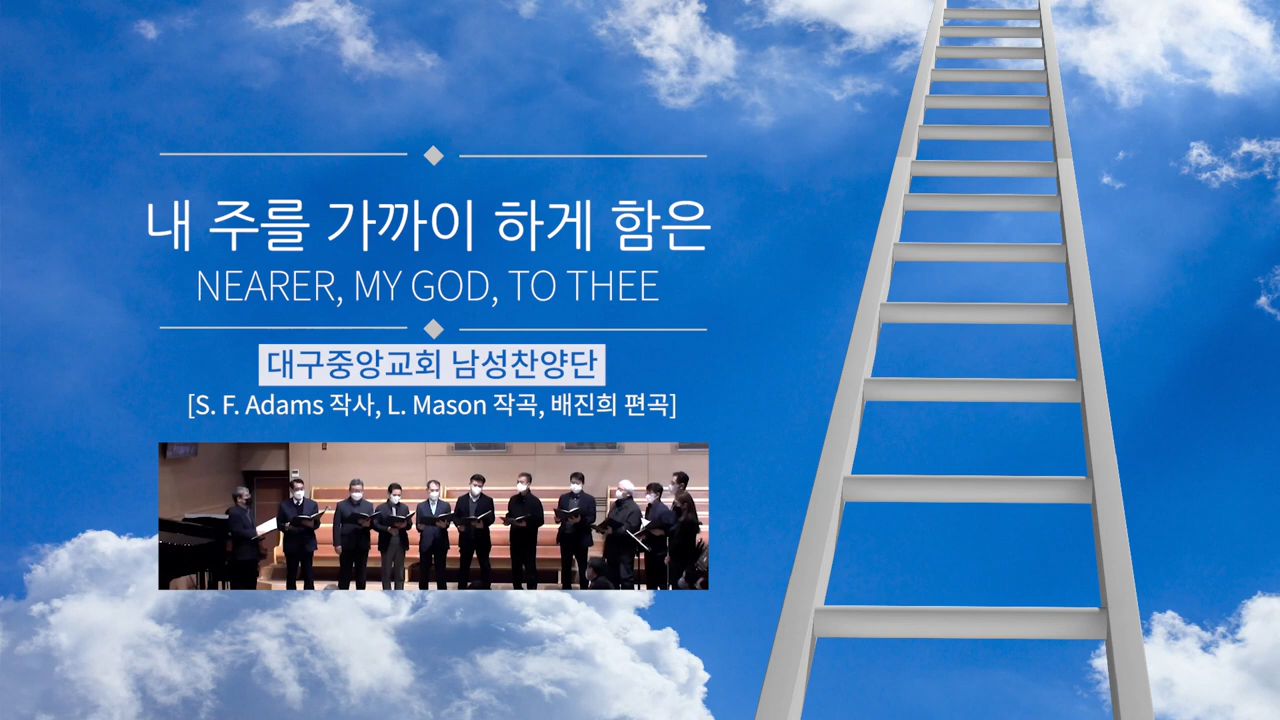 내 주를 가까이 하게 함은
NEARER, MY GOD, TO THEE
대구중앙교회 남성찬양단
[S. F. Adams 작사, L. Mason 작곡, 배진희 편곡]